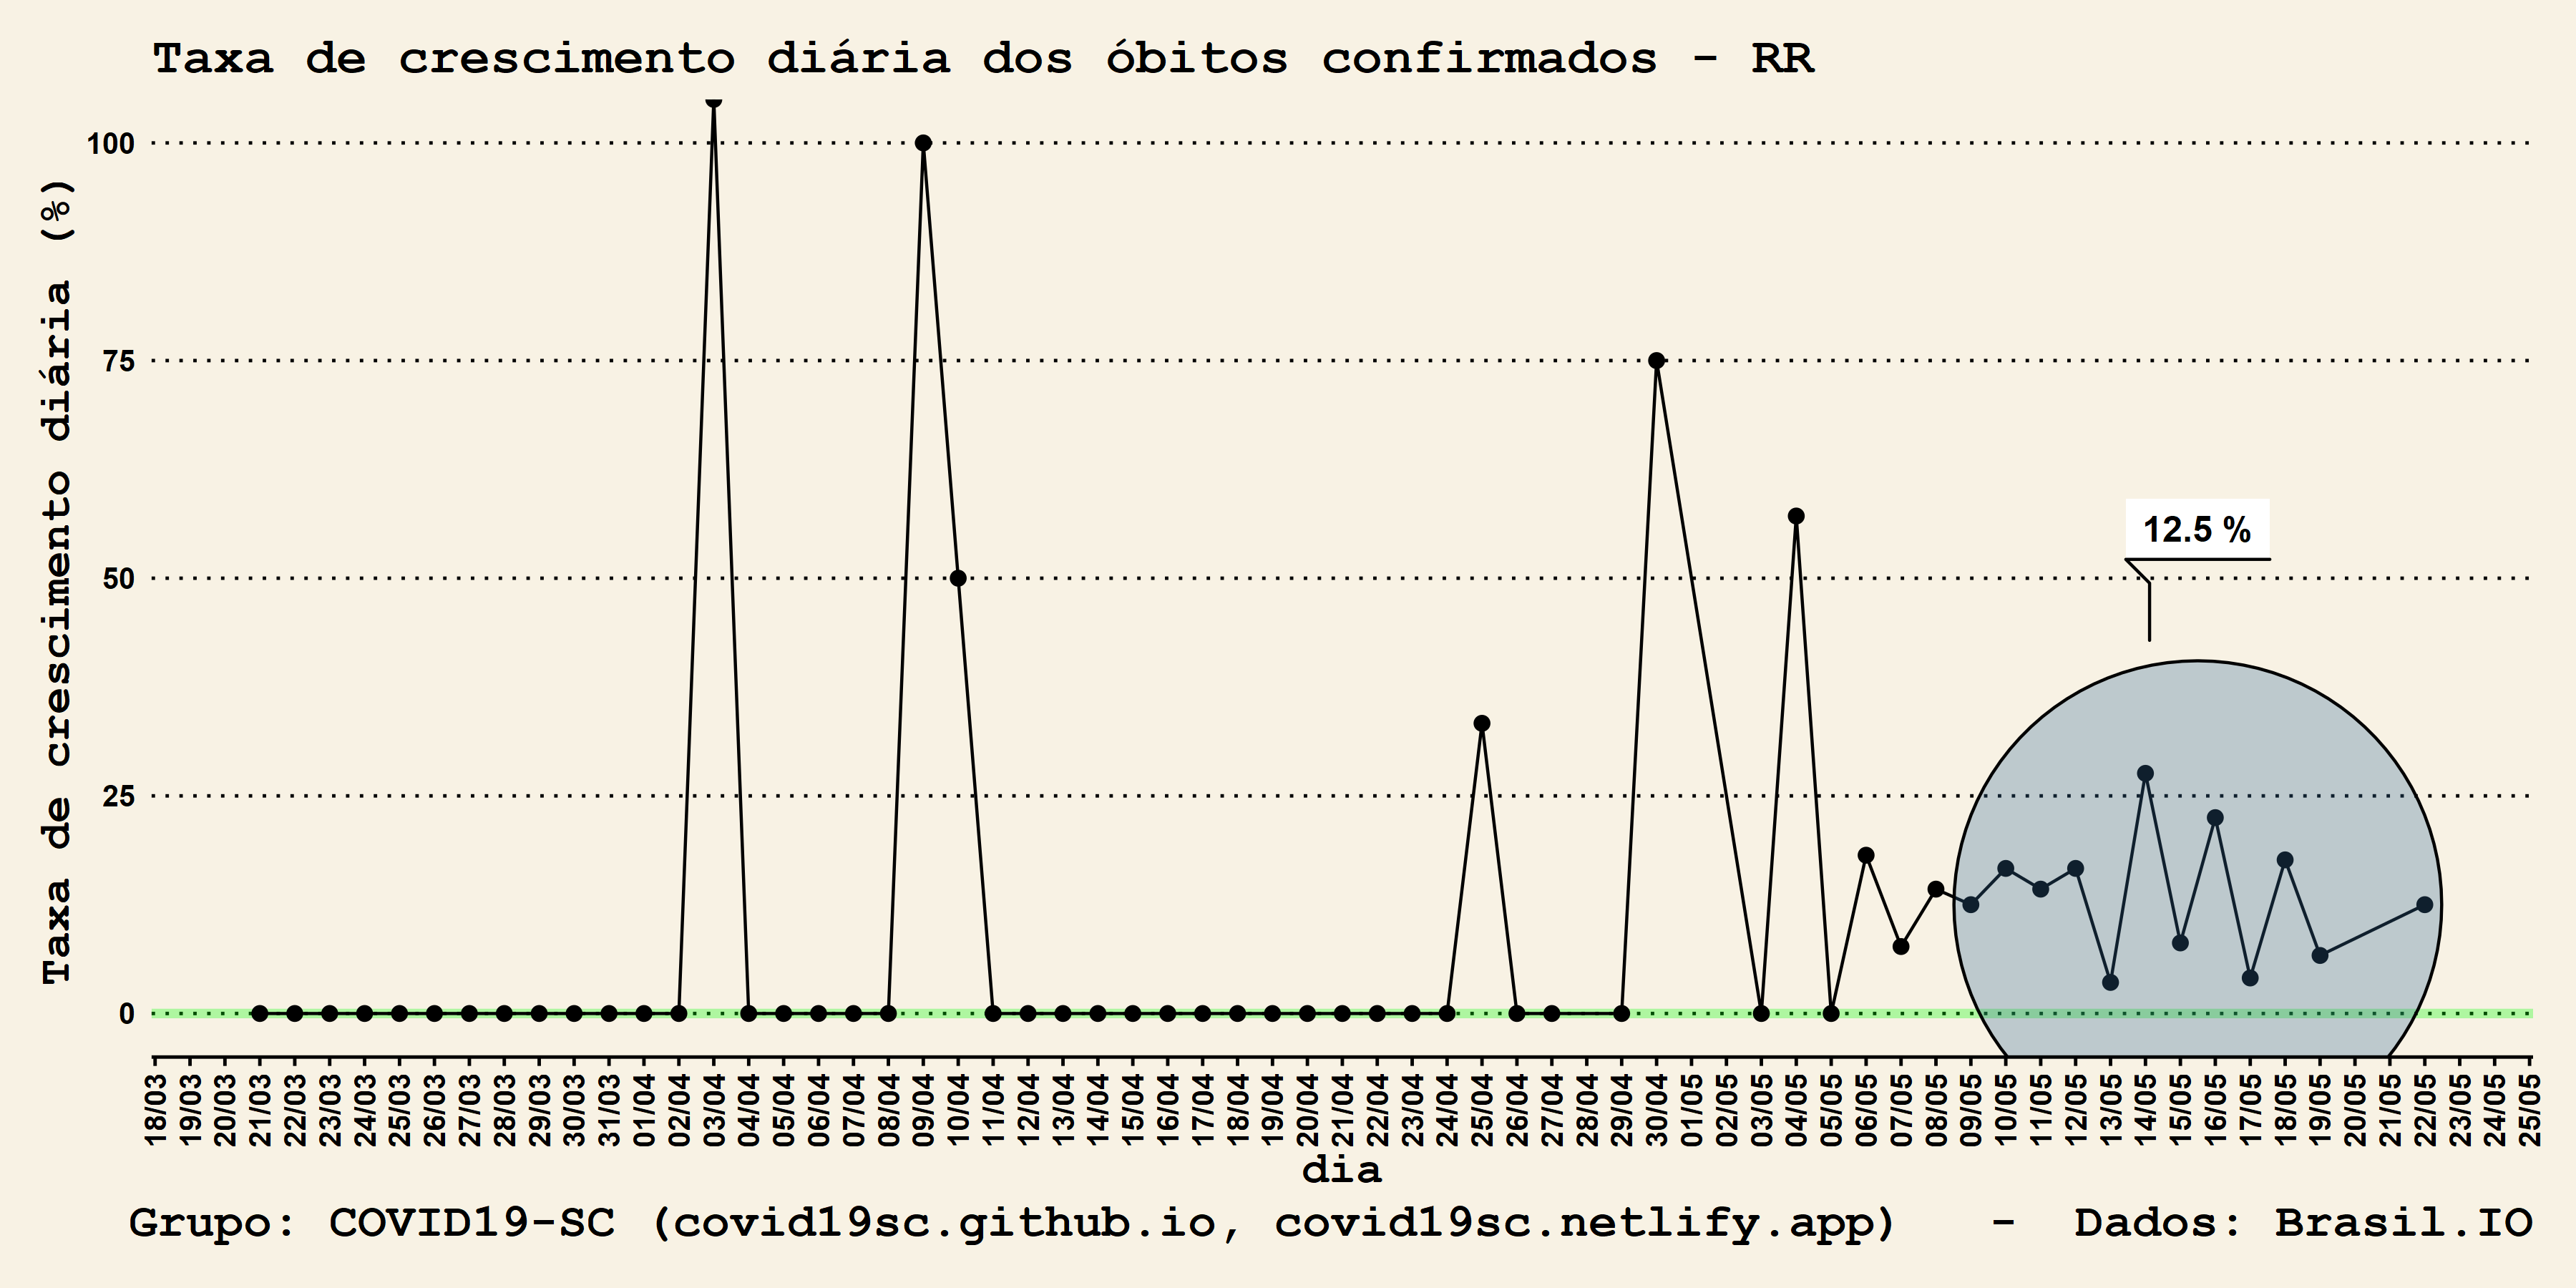 Taxa de crescimento diária dos óbitos confirmados - RR
Taxa de crescimento diária (%)
100
75
50
25
0
12.5 %
18/03 19/03 20/03 21/03 22/03 23/03 24/03 25/03 26/03 27/03 28/03 29/03 30/03 31/03 01/04 02/04 03/04 04/04 05/04 06/04 07/04 08/04 09/04 10/04 11/04 12/04 13/04 14/04 15/04 16/04 17/04 18/04 19/04 20/04 21/04 22/04 23/04 24/04 25/04 26/04 27/04 28/04 29/04 30/04 01/05 02/05 03/05 04/05 05/05 06/05 07/05 08/05 09/05 10/05 11/05 12/05 13/05 14/05 15/05 16/05 17/05 18/05 19/05 20/05 21/05 22/05 23/05 24/05 25/05
dia
Grupo: COVID19-SC (covid19sc.github.io, covid19sc.netlify.app) - Dados: Brasil.IO